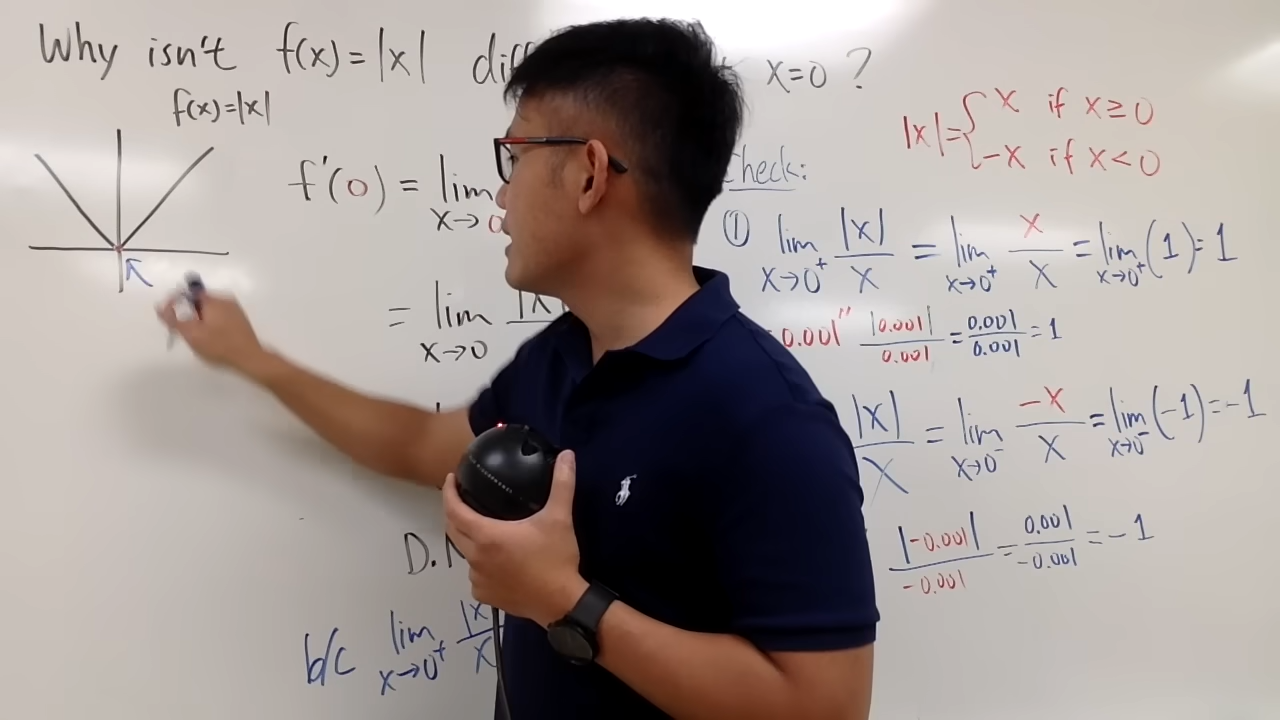 Why isn't f(x)=|x| dif x=0 ?
f(x)=|x|
f'(0) = lim x→0
= lim x→0 |x|
D.N
b/c lim x→0⁺ |x|/x
|x|= { x if x≥0
-x if x<0
Check:
① lim x→0⁺ |x|/x = lim x→0⁺ x/x = lim x→0⁺ (1) = 1
0.001" |0.001|/0.001 = 0.001/0.001 = 1
|x|/x = lim x→0⁻ -x/x = lim x→0⁻ (-1) = -1
|-0.001|/-0.001 = 0.001/-0.001 = -1